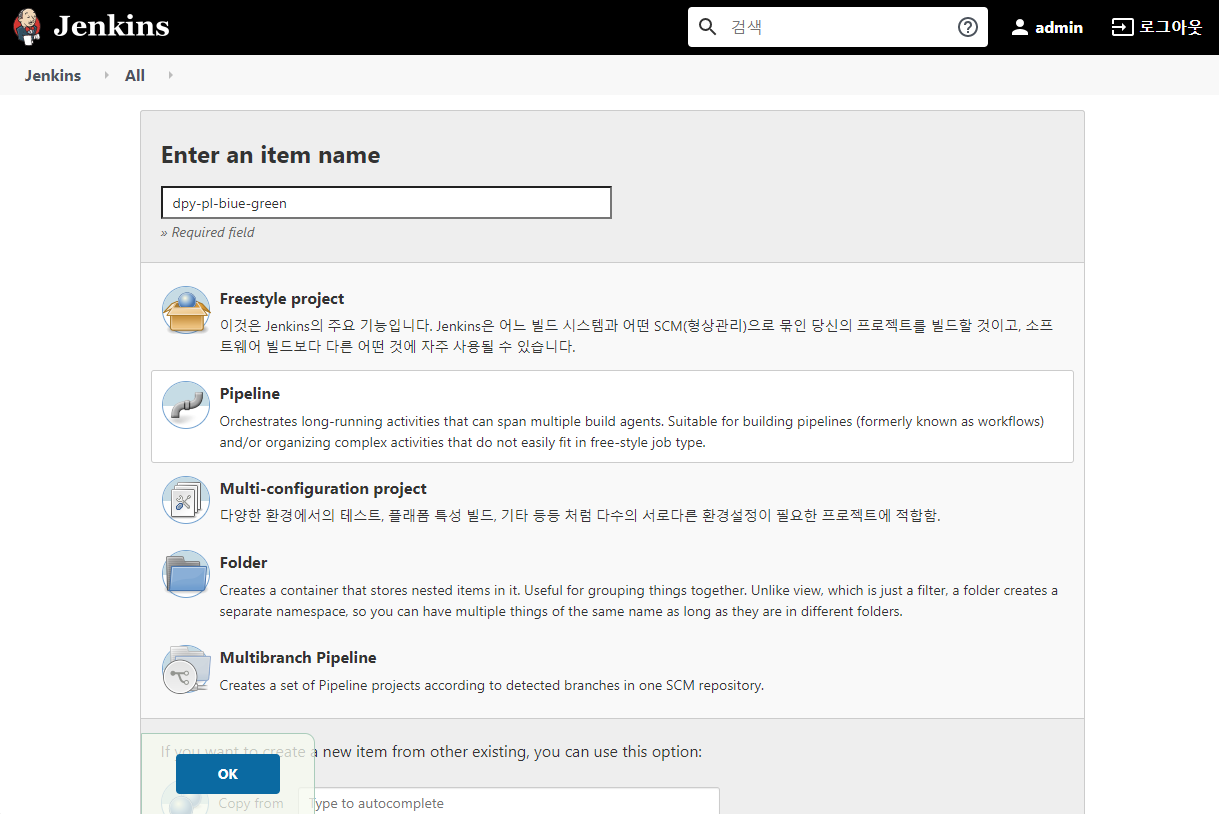 Jenkins
검색
admin
로그아웃
Jenkins
All
Enter an item name
dpy-pl-biue-green
» Required field
Freestyle project
이것은 Jenkins의 주요 기능입니다. Jenkins은 어느 빌드 시스템과 어떤 SCM(형상관리)으로 묶인 당신의 프로젝트를 빌드할 것이고, 소프
트웨어 빌드보다 다른 어떤 것에 자주 사용될 수 있습니다.
Pipeline
Orchestrates long-running activities that can span multiple build agents. Suitable for building pipelines (formerly known as workflows)
and/or organizing complex activities that do not easily fit in free-style job type.
Multi-configuration project
다양한 환경에서의 테스트, 플래폼 특성 빌드, 기타 등등 처럼 다수의 서로다른 환경설정이 필요한 프로젝트에 적합함.
Folder
Creates a container that stores nested items in it. Useful for grouping things together. Unlike view, which is just a filter, a folder creates a
separate namespace, so you can have multiple things of the same name as long as they are in different folders.
Multibranch Pipeline
Creates a set of Pipeline projects according to detected branches in one SCM repository.
If you want to create a new item from other existing, you can use this option:
OK
Copy from
Type to autocomplete